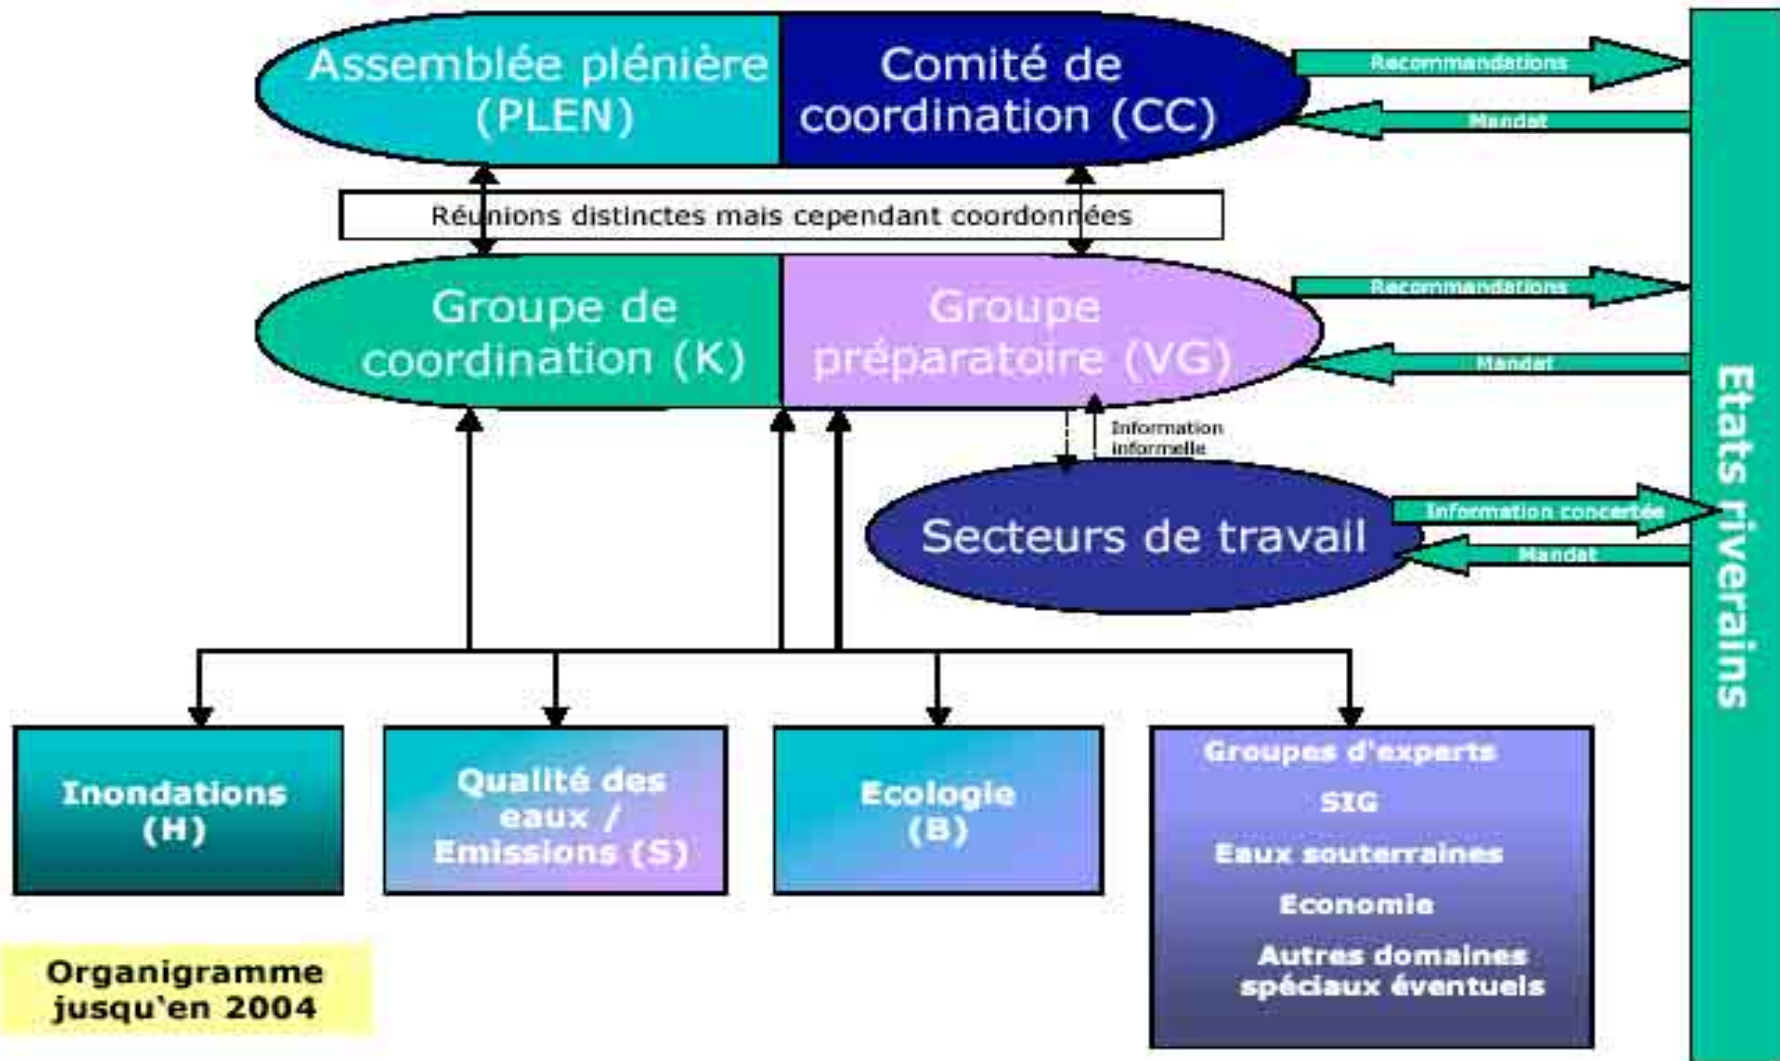 Assemblée plénière
(PLEN)
Comité de
coordination (CC)
Recommandations
Mandat
Réunions distinctes mais cependant coordonnées
Groupe de
coordination (K)
Groupe
préparatoire (VG)
Recommandations
Mandat
Information
informelle
Secteurs de travail
Information concertée
Mandat
Etats riverains
Inondations
(H)
Qualité des
eaux /
Emissions (S)
Ecologie
(B)
Groupes d'experts
SIG
Eaux souterraines
Economie
Autres domaines
spéciaux éventuels
Organigramme
jusqu'en 2004